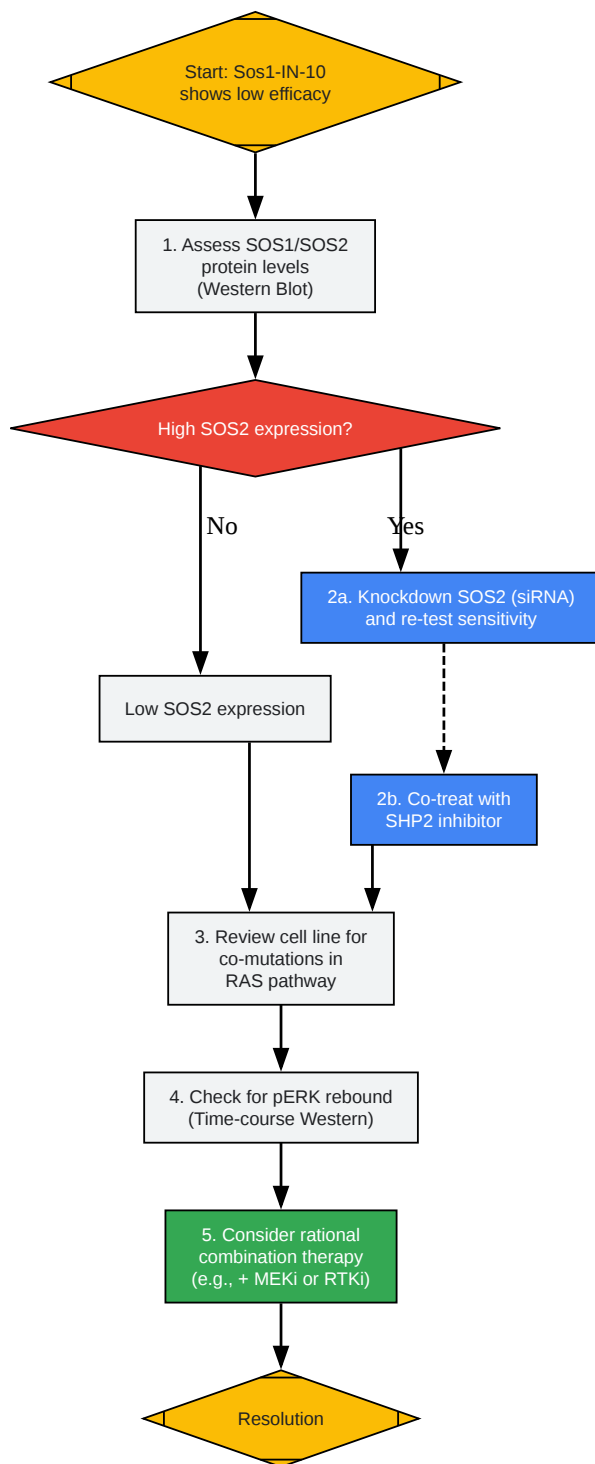 Start: Sos1-IN-10
shows low efficacy
1. Assess SOS1/SOS2
protein levels
(Western Blot)
High SOS2 expression?
No
Yes
2a. Knockdown SOS2 (siRNA)
and re-test sensitivity
Low SOS2 expression
2b. Co-treat with
SHP2 inhibitor
3. Review cell line for
co-mutations in
RAS pathway
4. Check for pERK rebound
(Time-course Western)
5. Consider rational
combination therapy
(e.g., + MEKi or RTKi)
Resolution